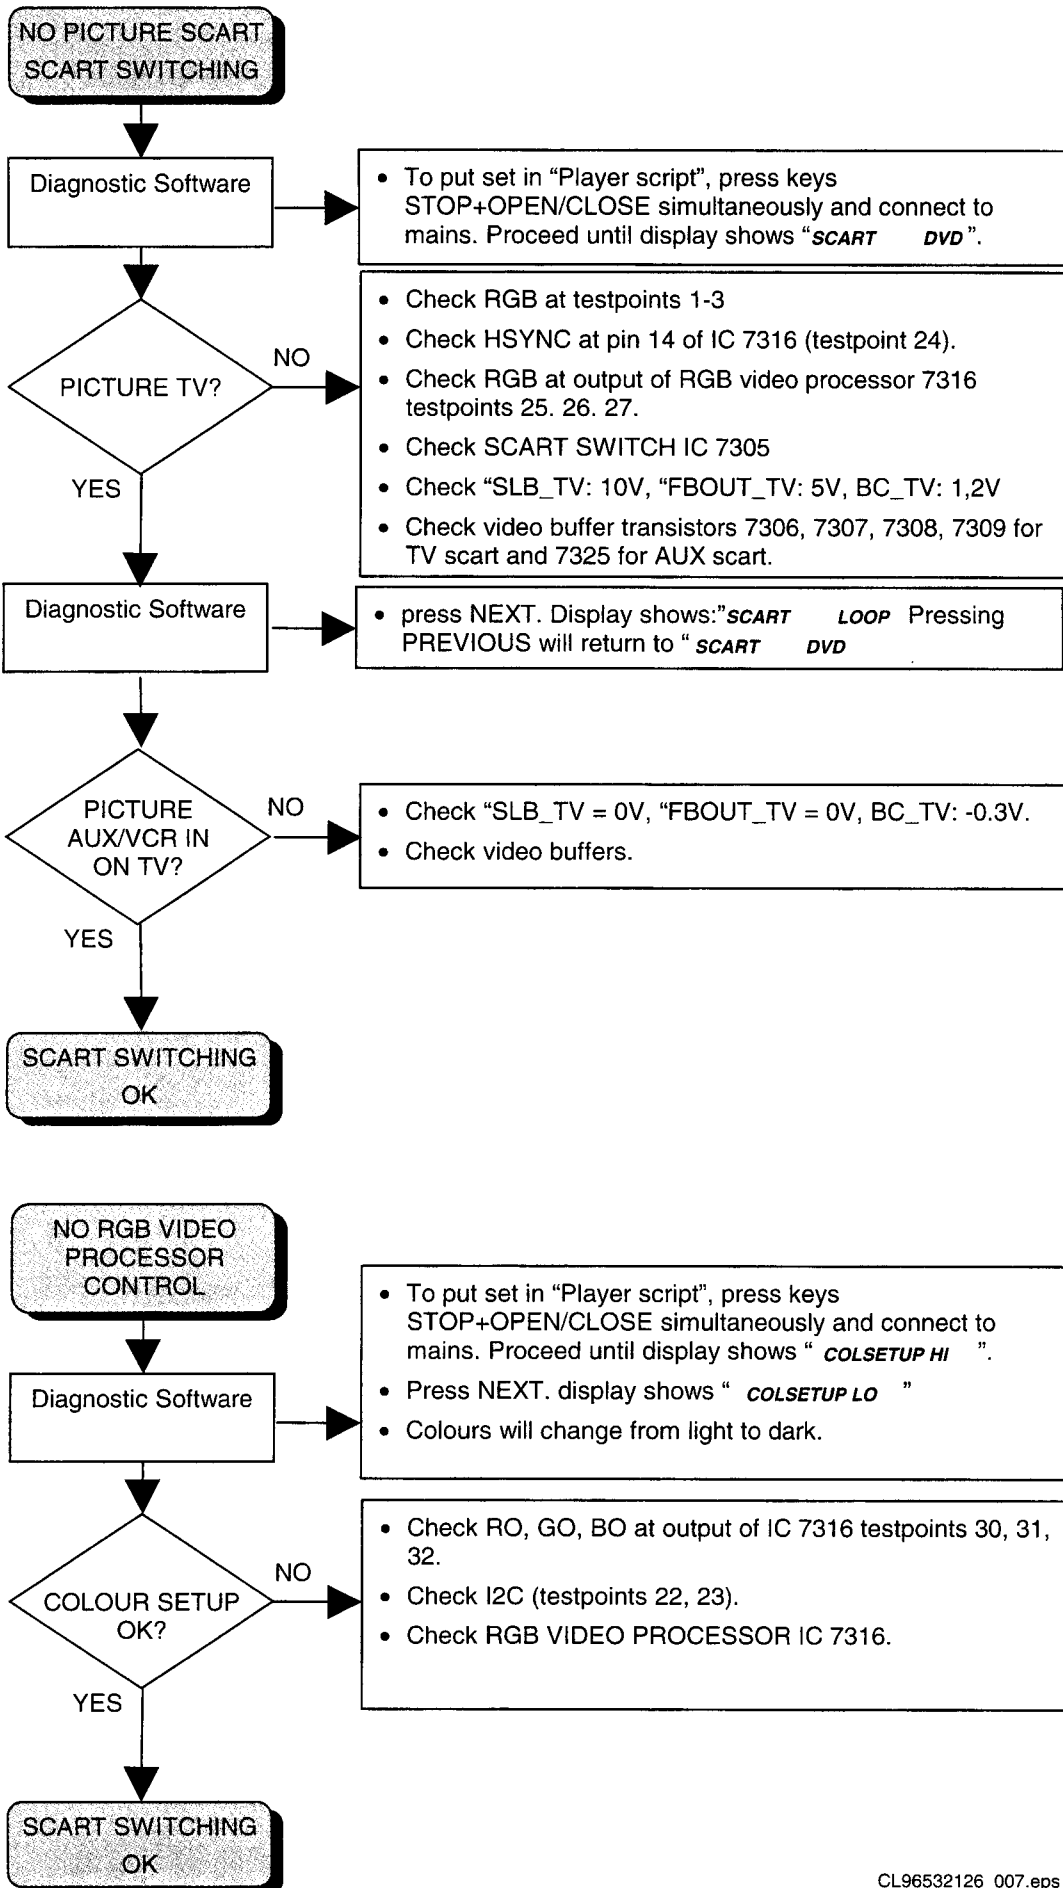 NO PICTURE SCART
SCART SWITCHING
Diagnostic Software
• To put set in “Player script”, press keys
STOP+OPEN/CLOSE simultaneously and connect to
mains. Proceed until display shows “SCART DVD”.
PICTURE TV?
NO
• Check RGB at testpoints 1-3
• Check HSYNC at pin 14 of IC 7316 (testpoint 24).
• Check RGB at output of RGB video processor 7316
testpoints 25. 26. 27.
• Check SCART SWITCH IC 7305
• Check “SLB_TV: 10V, “FBOUT_TV: 5V, BC_TV: 1,2V
• Check video buffer transistors 7306, 7307, 7308, 7309 for
TV scart and 7325 for AUX scart.
YES
Diagnostic Software
• press NEXT. Display shows:”SCART LOOP Pressing
PREVIOUS will return to “ SCART DVD
PICTURE
AUX/VCR IN
ON TV?
NO
• Check “SLB_TV = 0V, “FBOUT_TV = 0V, BC_TV: -0.3V.
• Check video buffers.
YES
SCART SWITCHING
OK
NO RGB VIDEO
PROCESSOR
CONTROL
Diagnostic Software
• To put set in “Player script”, press keys
STOP+OPEN/CLOSE simultaneously and connect to
mains. Proceed until display shows “ COLSETUP HI ”.
• Press NEXT. display shows “ COLSETUP LO ”
• Colours will change from light to dark.
COLOUR SETUP
OK?
NO
• Check RO, GO, BO at output of IC 7316 testpoints 30, 31,
32.
• Check I2C (testpoints 22, 23).
• Check RGB VIDEO PROCESSOR IC 7316.
YES
SCART SWITCHING
OK
CL96532126_007.eps